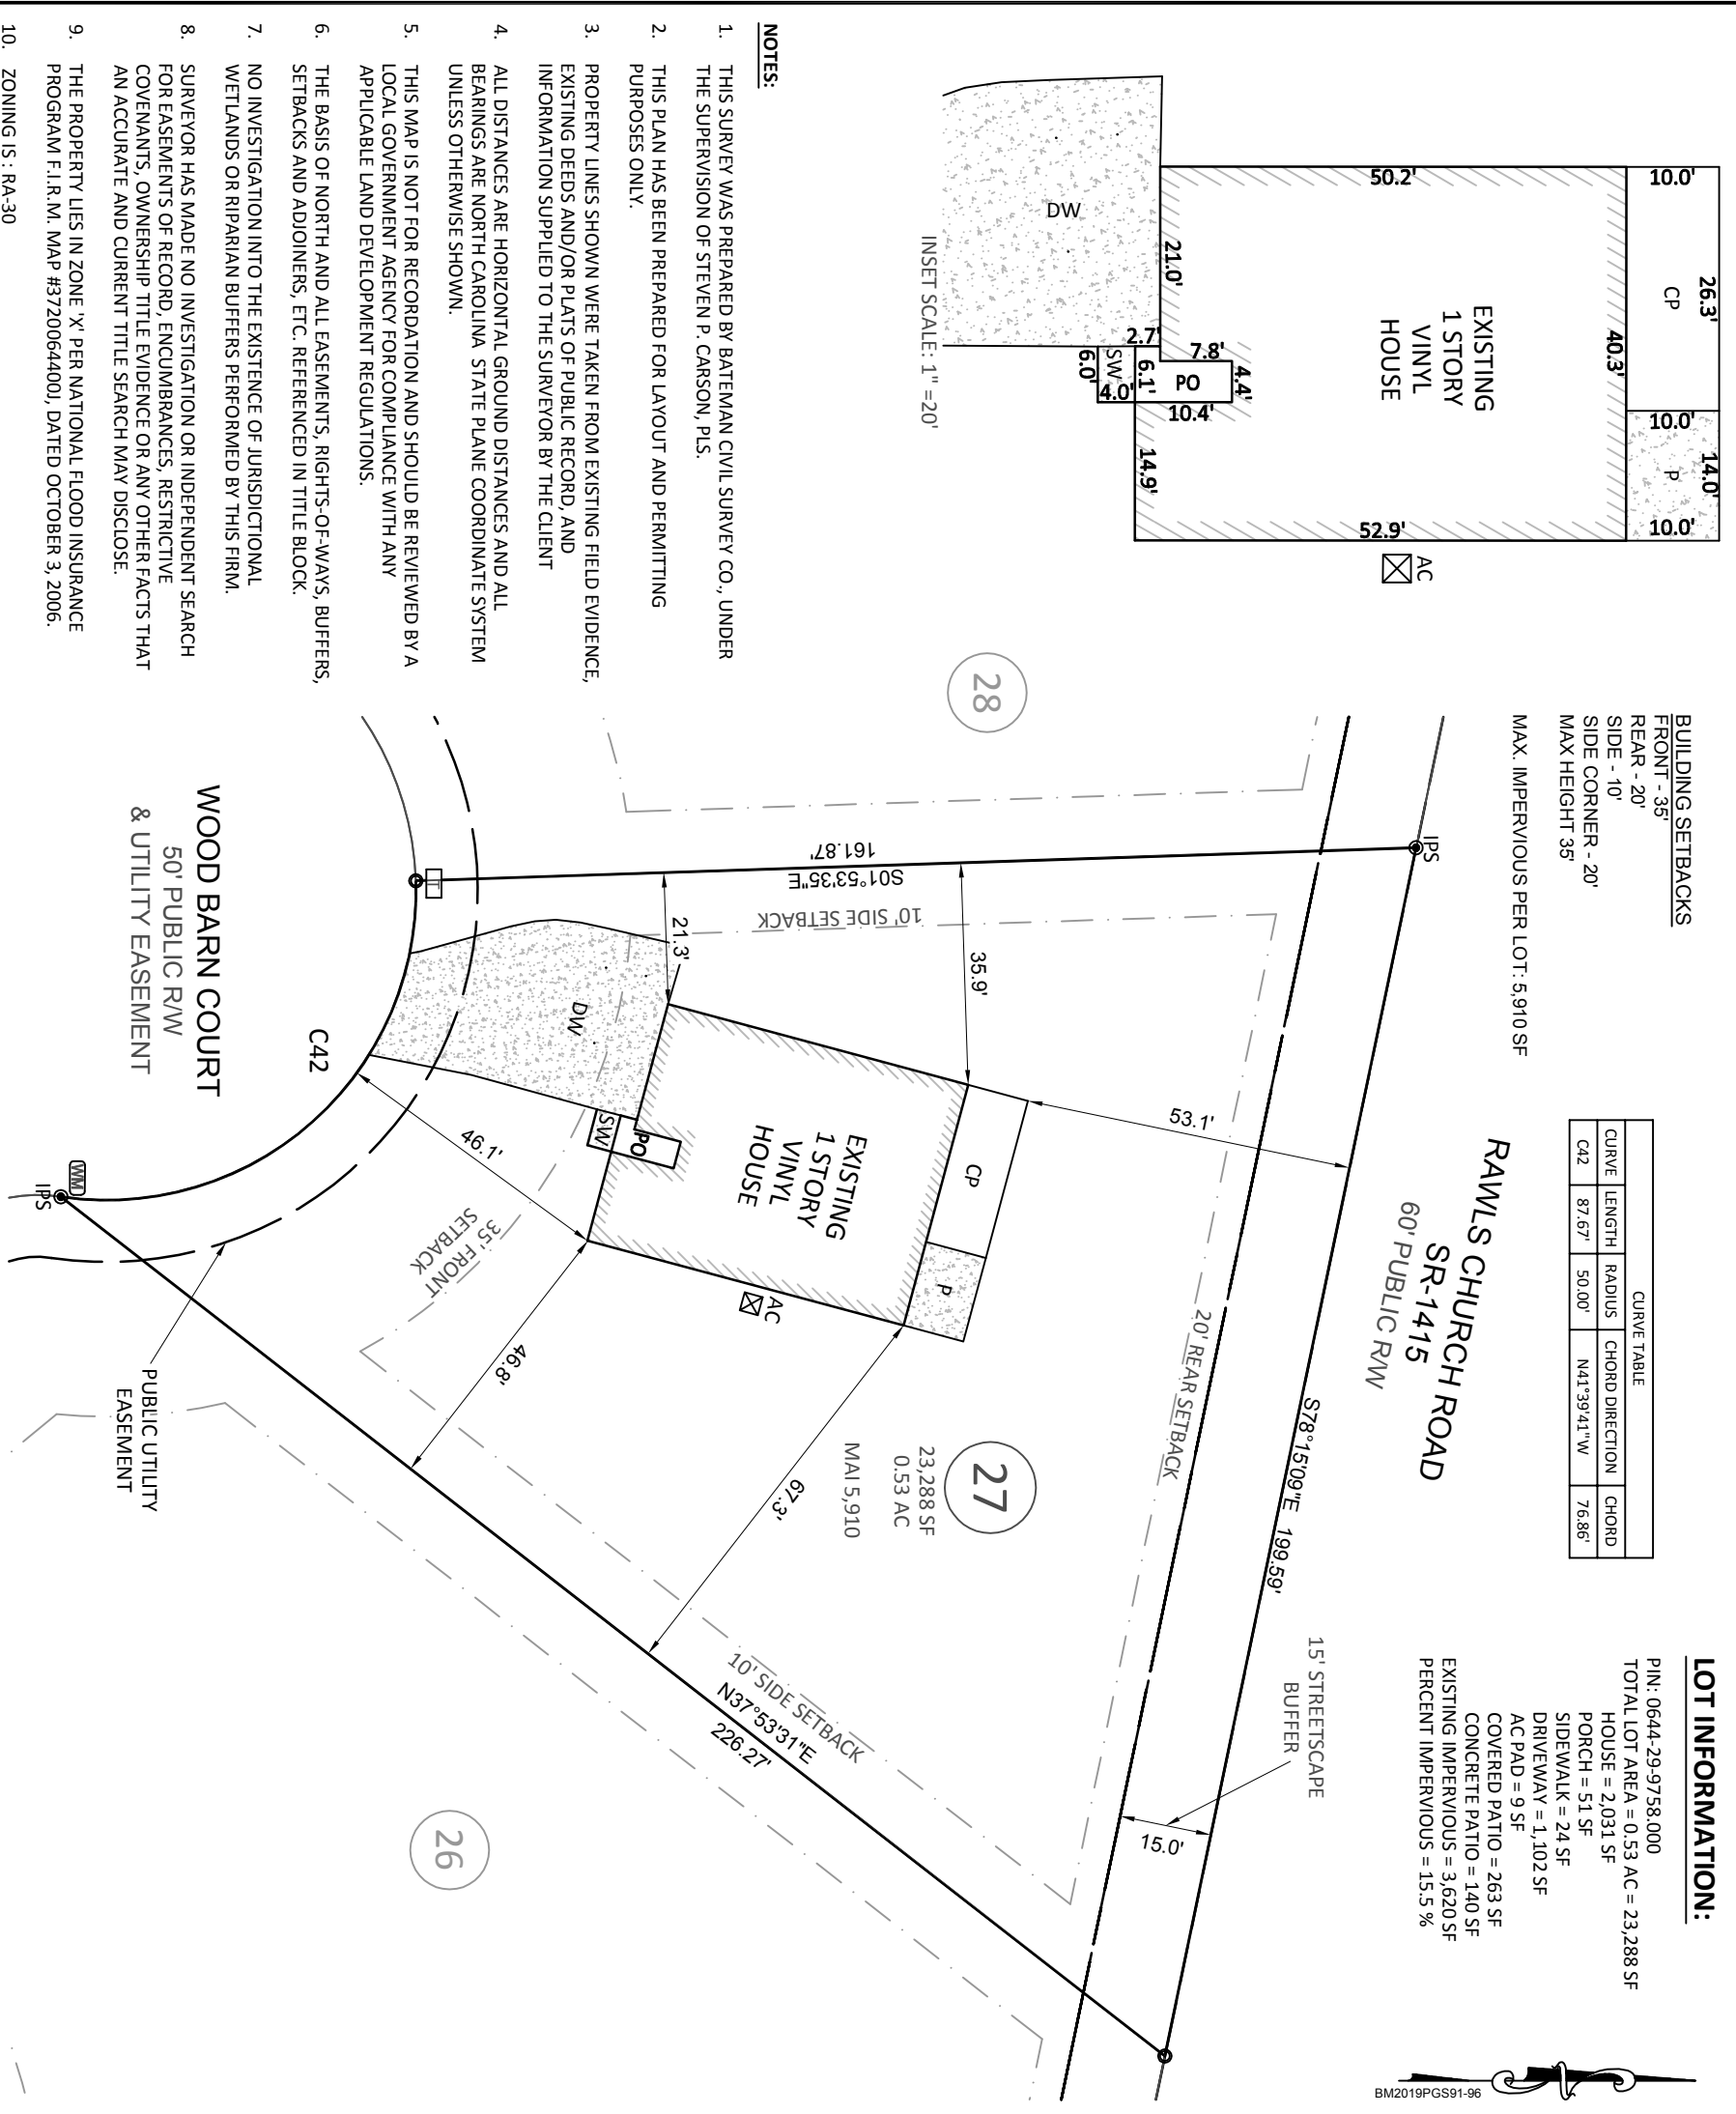 LOT INFORMATION:
PIN: 0644-29-9758.000
TOTAL LOT AREA = 0.53 AC = 23,288 SF
HOUSE = 2,031 SF
PORCH = 51 SF
SIDEWALK = 24 SF
DRIVEWAY = 1,102 SF
AC PAD = 9 SF
COVERED PATIO = 263 SF
CONCRETE PATIO = 140 SF
EXISTING IMPERVIOUS = 3,620 SF
PERCENT IMPERVIOUS = 15.5 %
BM2019PGS91-96
CURVE TABLE
CURVE LENGTH RADIUS CHORD DIRECTION CHORD
C42 87.67' 50.00' N41°39'41"W 76.86'
BUILDING SETBACKS
FRONT - 35'
REAR - 20'
SIDE - 10'
SIDE CORNER - 20'
MAX HEIGHT 35'
MAX. IMPERVIOUS PER LOT: 5,910 SF
RAWLS CHURCH ROAD
SR-1415
60' PUBLIC R/W
S78°15'09"E 199.59'
15' STREETSCAPE
BUFFER
15.0'
20' REAR SETBACK
IPS
53.1'
35.9'
161.87'
S01°53'35"E
10' SIDE SETBACK
21.3'
CP
P
EXISTING
1 STORY
VINYL
HOUSE
AC
PO
SW
DW
27
23,288 SF
0.53 AC
MAI 5,910
67.3'
46.8'
46.1'
10' SIDE SETBACK
N37°53'31"E
226.27'
35' FRONT
SETBACK
28
26
C42
WM
IPS
PUBLIC UTILITY
EASEMENT
WOOD BARN COURT
50' PUBLIC R/W
& UTILITY EASEMENT
10.0'
26.3'
CP
10.0'
14.0'
P
10.0'
40.3'
50.2'
EXISTING
1 STORY
VINYL
HOUSE
52.9'
AC
21.0'
7.8'
4.4'
PO
10.4'
2.7'
6.1'
SW
4.0'
6.0'
14.9'
DW
INSET SCALE: 1" =20'
NOTES:
1. THIS SURVEY WAS PREPARED BY BATEMAN CIVIL SURVEY CO., UNDER
THE SUPERVISION OF STEVEN P. CARSON, PLS.
2. THIS PLAN HAS BEEN PREPARED FOR LAYOUT AND PERMITTING
PURPOSES ONLY.
3. PROPERTY LINES SHOWN WERE TAKEN FROM EXISTING FIELD EVIDENCE,
EXISTING DEEDS AND/OR PLATS OF PUBLIC RECORD, AND
INFORMATION SUPPLIED TO THE SURVEYOR BY THE CLIENT
4. ALL DISTANCES ARE HORIZONTAL GROUND DISTANCES AND ALL
BEARINGS ARE NORTH CAROLINA STATE PLANE COORDINATE SYSTEM
UNLESS OTHERWISE SHOWN.
5. THIS MAP IS NOT FOR RECORDATION AND SHOULD BE REVIEWED BY A
LOCAL GOVERNMENT AGENCY FOR COMPLIANCE WITH ANY
APPLICABLE LAND DEVELOPMENT REGULATIONS.
6. THE BASIS OF NORTH AND ALL EASEMENTS, RIGHTS-OF-WAYS, BUFFERS,
SETBACKS AND ADJOINERS, ETC. REFERENCED IN TITLE BLOCK.
7. NO INVESTIGATION INTO THE EXISTENCE OF JURISDICTIONAL
WETLANDS OR RIPARIAN BUFFERS PERFORMED BY THIS FIRM.
8. SURVEYOR HAS MADE NO INVESTIGATION OR INDEPENDENT SEARCH
FOR EASEMENTS OF RECORD, ENCUMBRANCES, RESTRICTIVE
COVENANTS, OWNERSHIP TITLE EVIDENCE OR ANY OTHER FACTS THAT
AN ACCURATE AND CURRENT TITLE SEARCH MAY DISCLOSE.
9. THE PROPERTY LIES IN ZONE 'X' PER NATIONAL FLOOD INSURANCE
PROGRAM F.I.R.M. MAP #3720064400J, DATED OCTOBER 3, 2006.
10. ZONING IS : RA-30